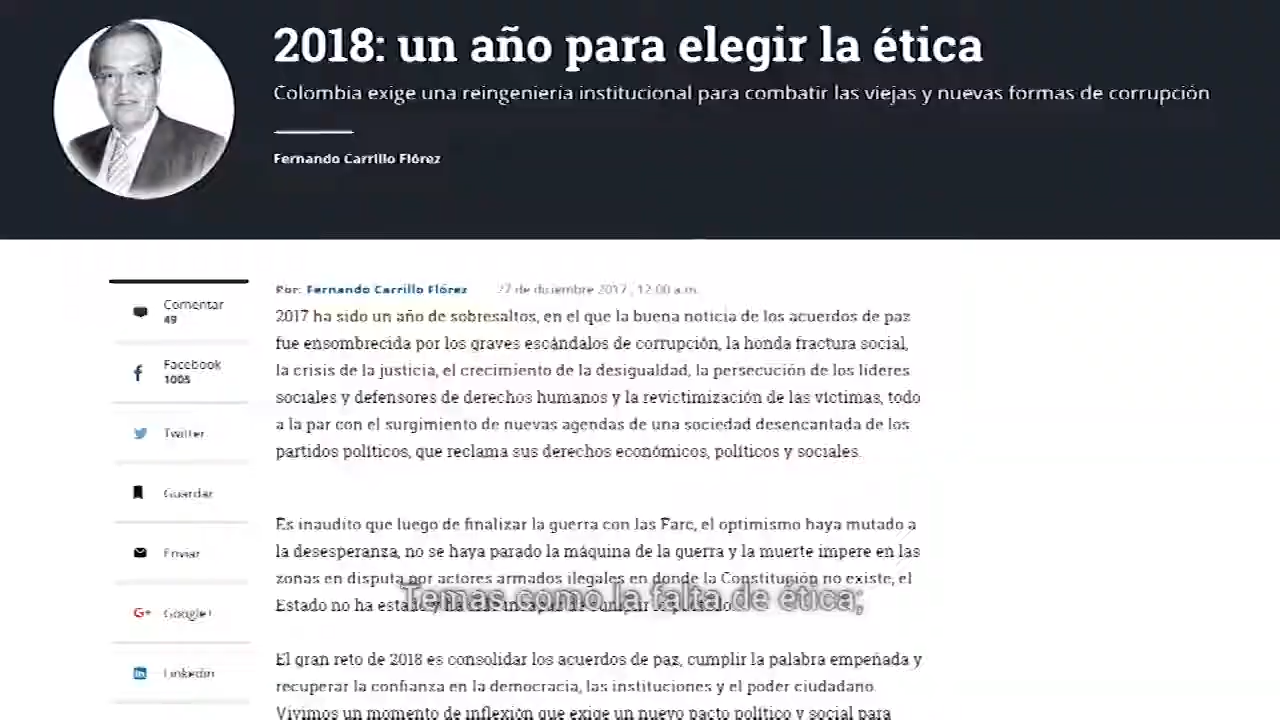 2018: un año para elegir la ética
Colombia exige una reingeniería institucional para combatir las viejas y nuevas formas de corrupción
Fernando Carrillo Flórez
Comentar
49
Facebook
1005
Twitter
Guardar
Enviar
Google+
Linkedin
Por: Fernando Carrillo Flórez 27 de diciembre 2017 , 12:00 a.m.
2017 ha sido un año de sobresaltos, en el que la buena noticia de los acuerdos de paz
fue ensombrecida por los graves escándalos de corrupción, la honda fractura social,
la crisis de la justicia, el crecimiento de la desigualdad, la persecución de los líderes
sociales y defensores de derechos humanos y la revictimización de las víctimas, todo
a la par con el surgimiento de nuevas agendas de una sociedad desencantada de los
partidos políticos, que reclama sus derechos económicos, políticos y sociales.
Es inaudito que luego de finalizar la guerra con las Farc, el optimismo haya mutado a
la desesperanza, no se haya parado la máquina de la guerra y la muerte impere en las
zonas en disputa por actores armados ilegales en donde la Constitución no existe, el
Estado no ha estado y ha
Temas como la falta de ética;
El gran reto de 2018 es consolidar los acuerdos de paz, cumplir la palabra empeñada y
recuperar la confianza en la democracia, las instituciones y el poder ciudadano.
Vivimos un momento de inflexión que exige un nuevo pacto político y social para